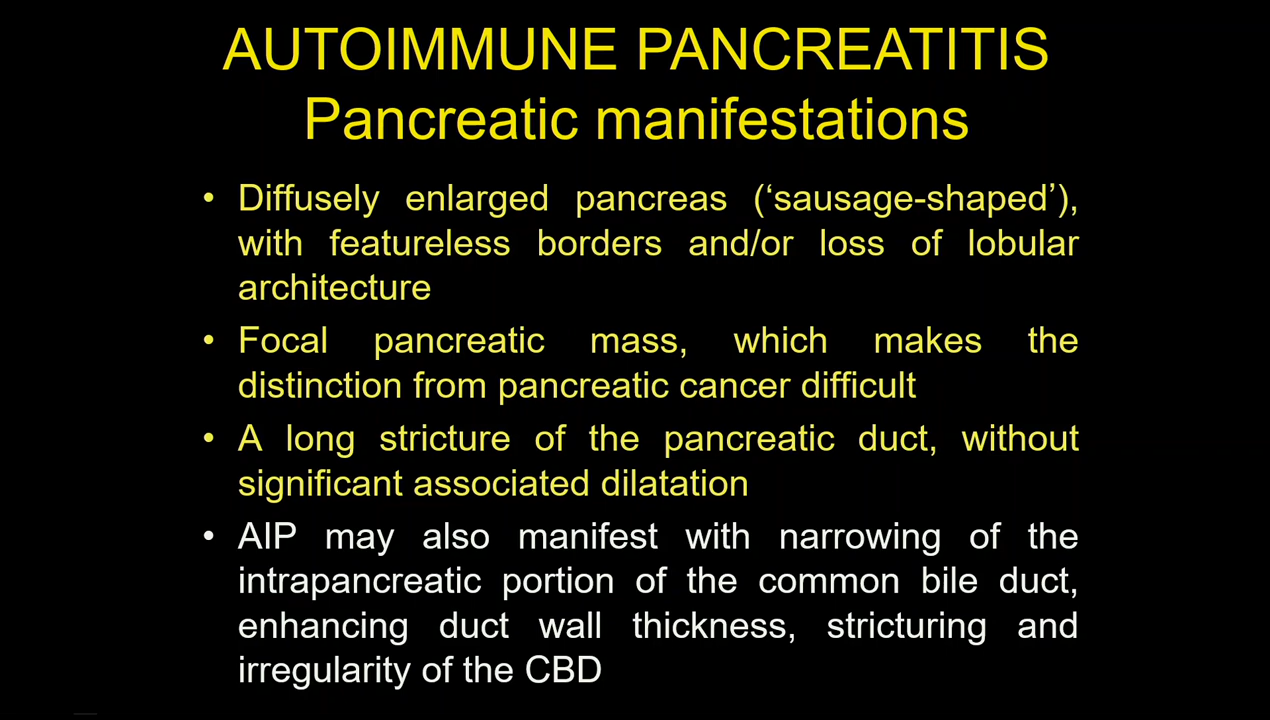 AUTOIMMUNE PANCREATITIS
Pancreatic manifestations
• Diffusely enlarged pancreas (‘sausage-shaped’),
with featureless borders and/or loss of lobular
architecture
• Focal pancreatic mass, which makes the
distinction from pancreatic cancer difficult
• A long stricture of the pancreatic duct, without
significant associated dilatation
• AIP may also manifest with narrowing of the
intrapancreatic portion of the common bile duct,
enhancing duct wall thickness, stricturing and
irregularity of the CBD